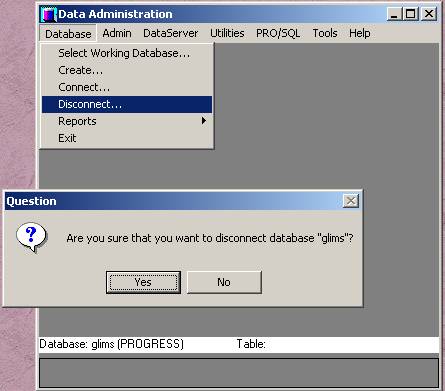 Data Administration
Database Admin DataServer Utilities PRO/SQL Tools Help
Select Working Database...
Create...
Connect...
Disconnect...
Reports
Exit
Question
Are you sure that you want to disconnect database "glims"?
Yes No
Database: glims (PROGRESS) Table: